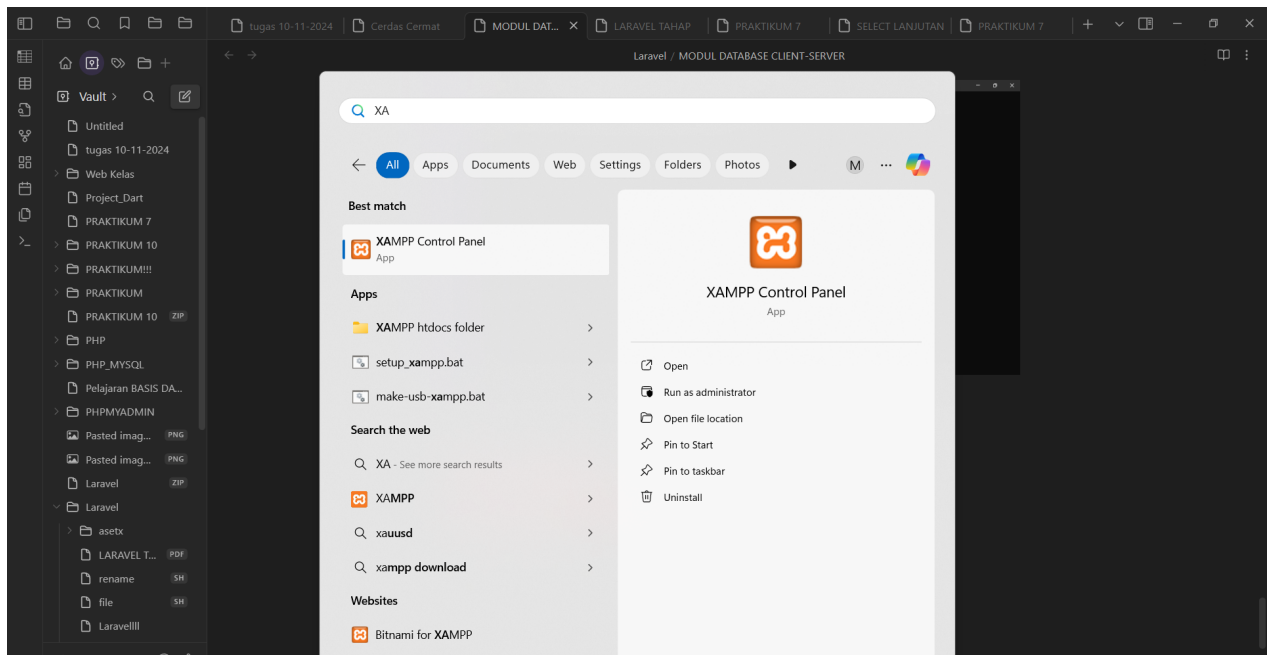 tugas 10-11-2024
Cerdas Cermat
MODUL DAT...
LARAVEL TAHAP
PRAKTIKUM 7
SELECT LANJUTAN
PRAKTIKUM 7
Laravel / MODUL DATABASE CLIENT-SERVER
Vault
Untitled
tugas 10-11-2024
Web Kelas
Project_Dart
PRAKTIKUM 7
PRAKTIKUM 10
PRAKTIKUM!!!
PRAKTIKUM
PRAKTIKUM 10 ZIP
PHP
PHP_MYSQL
Pelajaran BASIS DA...
PHPMYADMIN
Pasted imag... PNG
Pasted imag... PNG
Laravel ZIP
Laravel
asetx
LARAVEL T... PDF
rename SH
file SH
Laravellll
XA
All Apps Documents Web Settings Folders Photos M ...
Best match
XAMPP Control Panel
App
Apps
XAMPP htdocs folder
setup_xampp.bat
make-usb-xampp.bat
Search the web
XA - See more search results
XAMPP
xauusd
xampp download
Websites
Bitnami for XAMPP
XAMPP Control Panel
App
Open
Run as administrator
Open file location
Pin to Start
Pin to taskbar
Uninstall